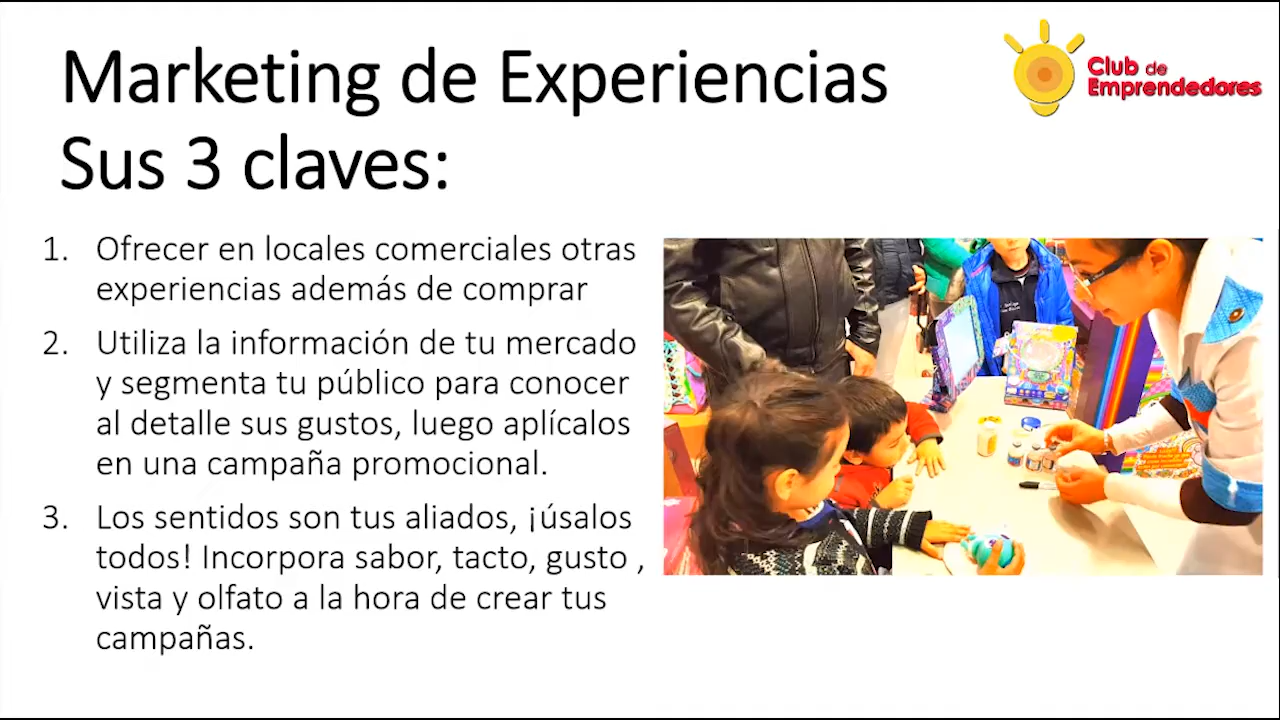 Marketing de Experiencias
Sus 3 claves:
Club de
Emprendedores
1. Ofrecer en locales comerciales otras
experiencias además de comprar
2. Utiliza la información de tu mercado
y segmenta tu público para conocer
al detalle sus gustos, luego aplícalos
en una campaña promocional.
3. Los sentidos son tus aliados, ¡úsalos
todos! Incorpora sabor, tacto, gusto ,
vista y olfato a la hora de crear tus
campañas.